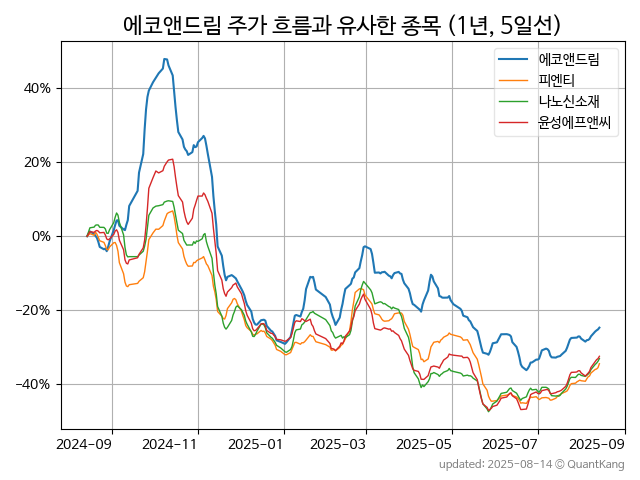 에코앤드림 주가 흐름과 유사한 종목 (1년, 5일선)
에코앤드림
피엔티
나노신소재
윤성에프앤씨
40%
20%
0%
−20%
−40%
2024-09 2024-11 2025-01 2025-03 2025-05 2025-07 2025-09
updated: 2025-08-14 © QuantKang